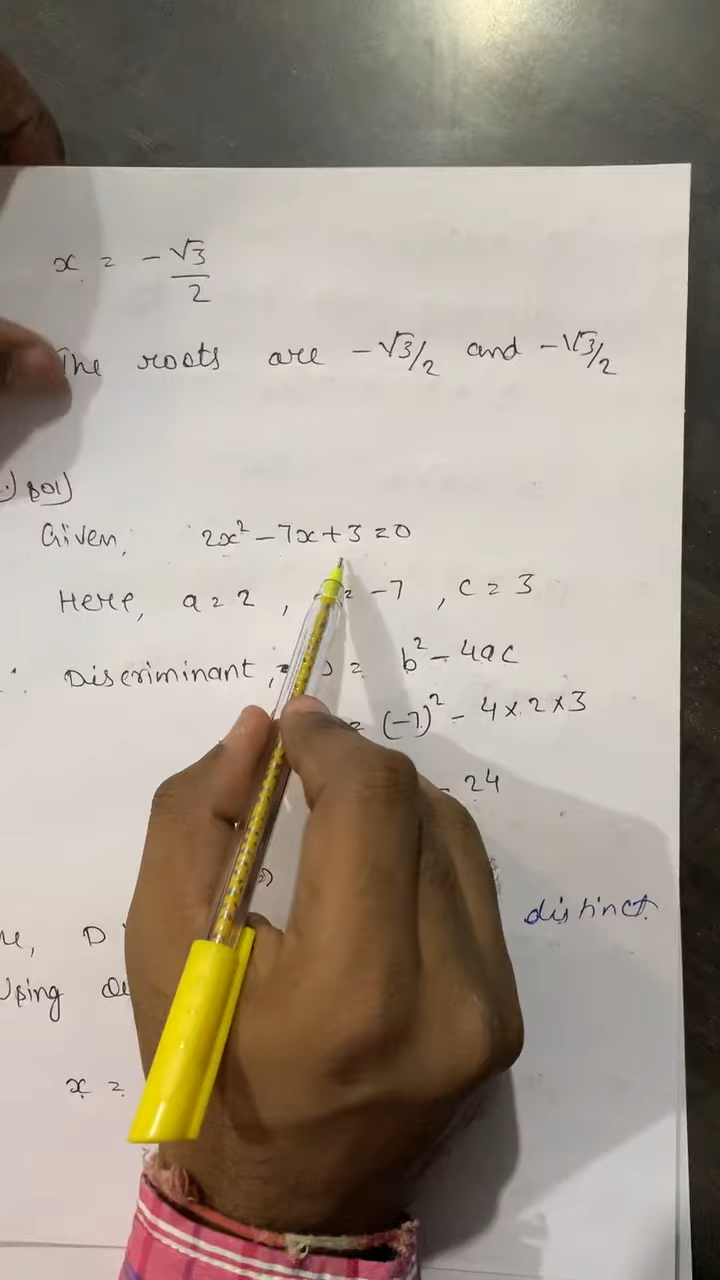 x = - √3/2
The roots are -√3/2 and -√3/2
Given, 2x² - 7x + 3 = 0
Here, a = 2 , = -7 , c = 3
∴ Discriminant, = b² - 4ac
= (-7)² - 4 × 2 × 3
- 24
distinct.
D
Using
x =